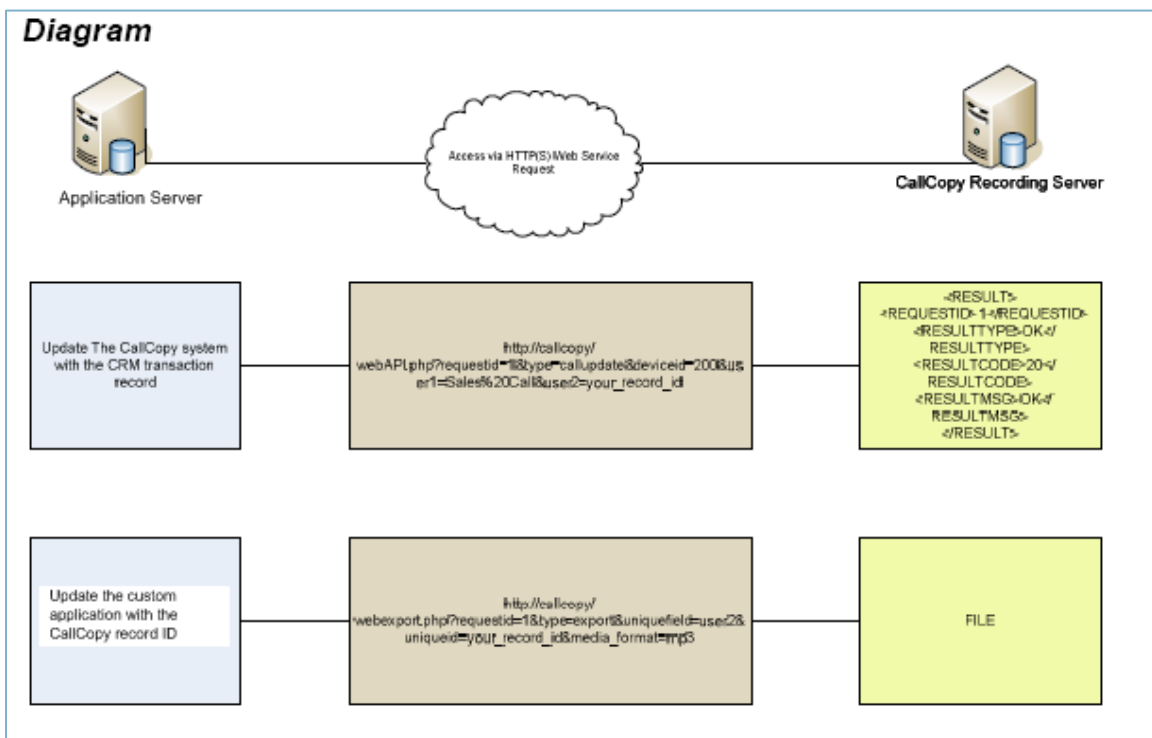 Diagram
Access via HTTP(S) Web Service
Request
Application Server
CallCopy Recording Server
Update The CallCopy system
with the CRM transaction
record
http://callcopy/
webAPI.php?requestid=1&type=callupdate&deviceid=200&us
er1=Sales%20Call&user2=your_record_id
<RESULT>
<REQUESTID>1</REQUESTID>
<RESULTTYPE>OK</
RESULTTYPE>
<RESULTCODE>20</
RESULTCODE>
<RESULTMSG>OK</
RESULTMSG>
</RESULT>
Update the custom
application with the
CallCopy record ID
http://callcopy/
webexport.php?requestid=1&type=export&uniquefield=user2&
uniqueid=your_record_id&media_format=mp3
FILE